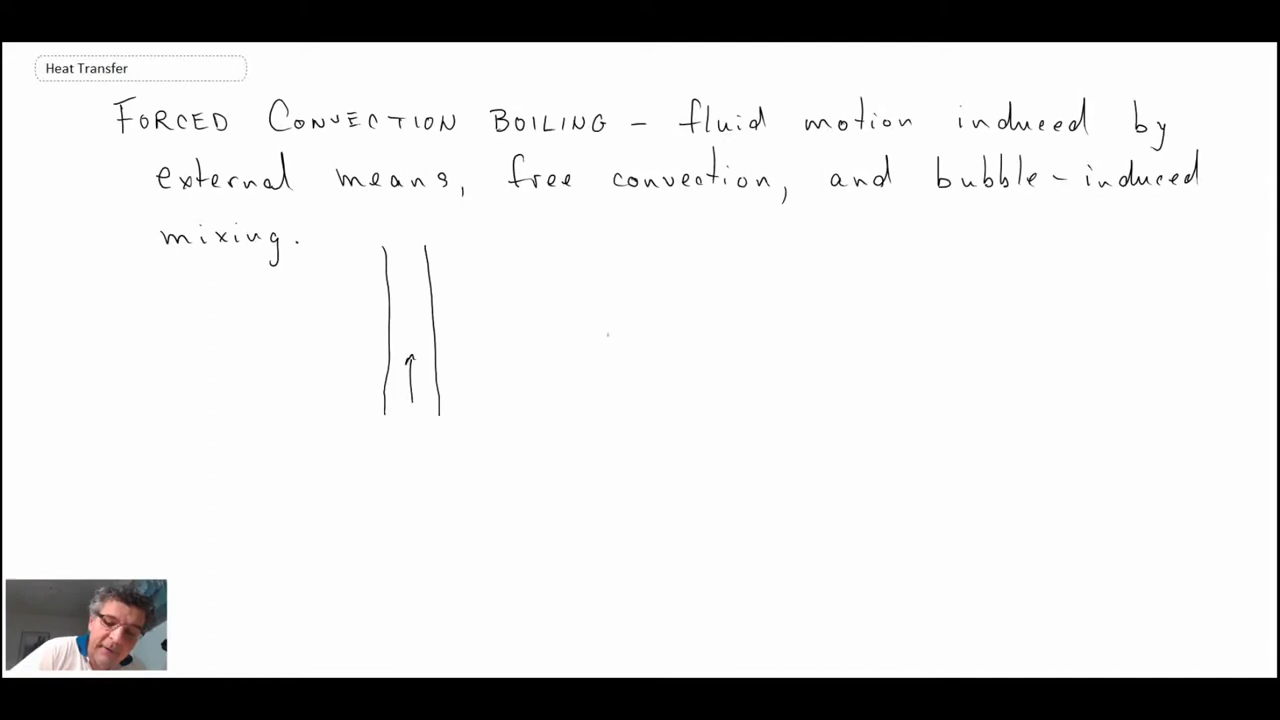 Heat Transfer
FORCED CONVECTION BOILING - fluid motion induced by
external means, free convection, and bubble-induced
mixing.